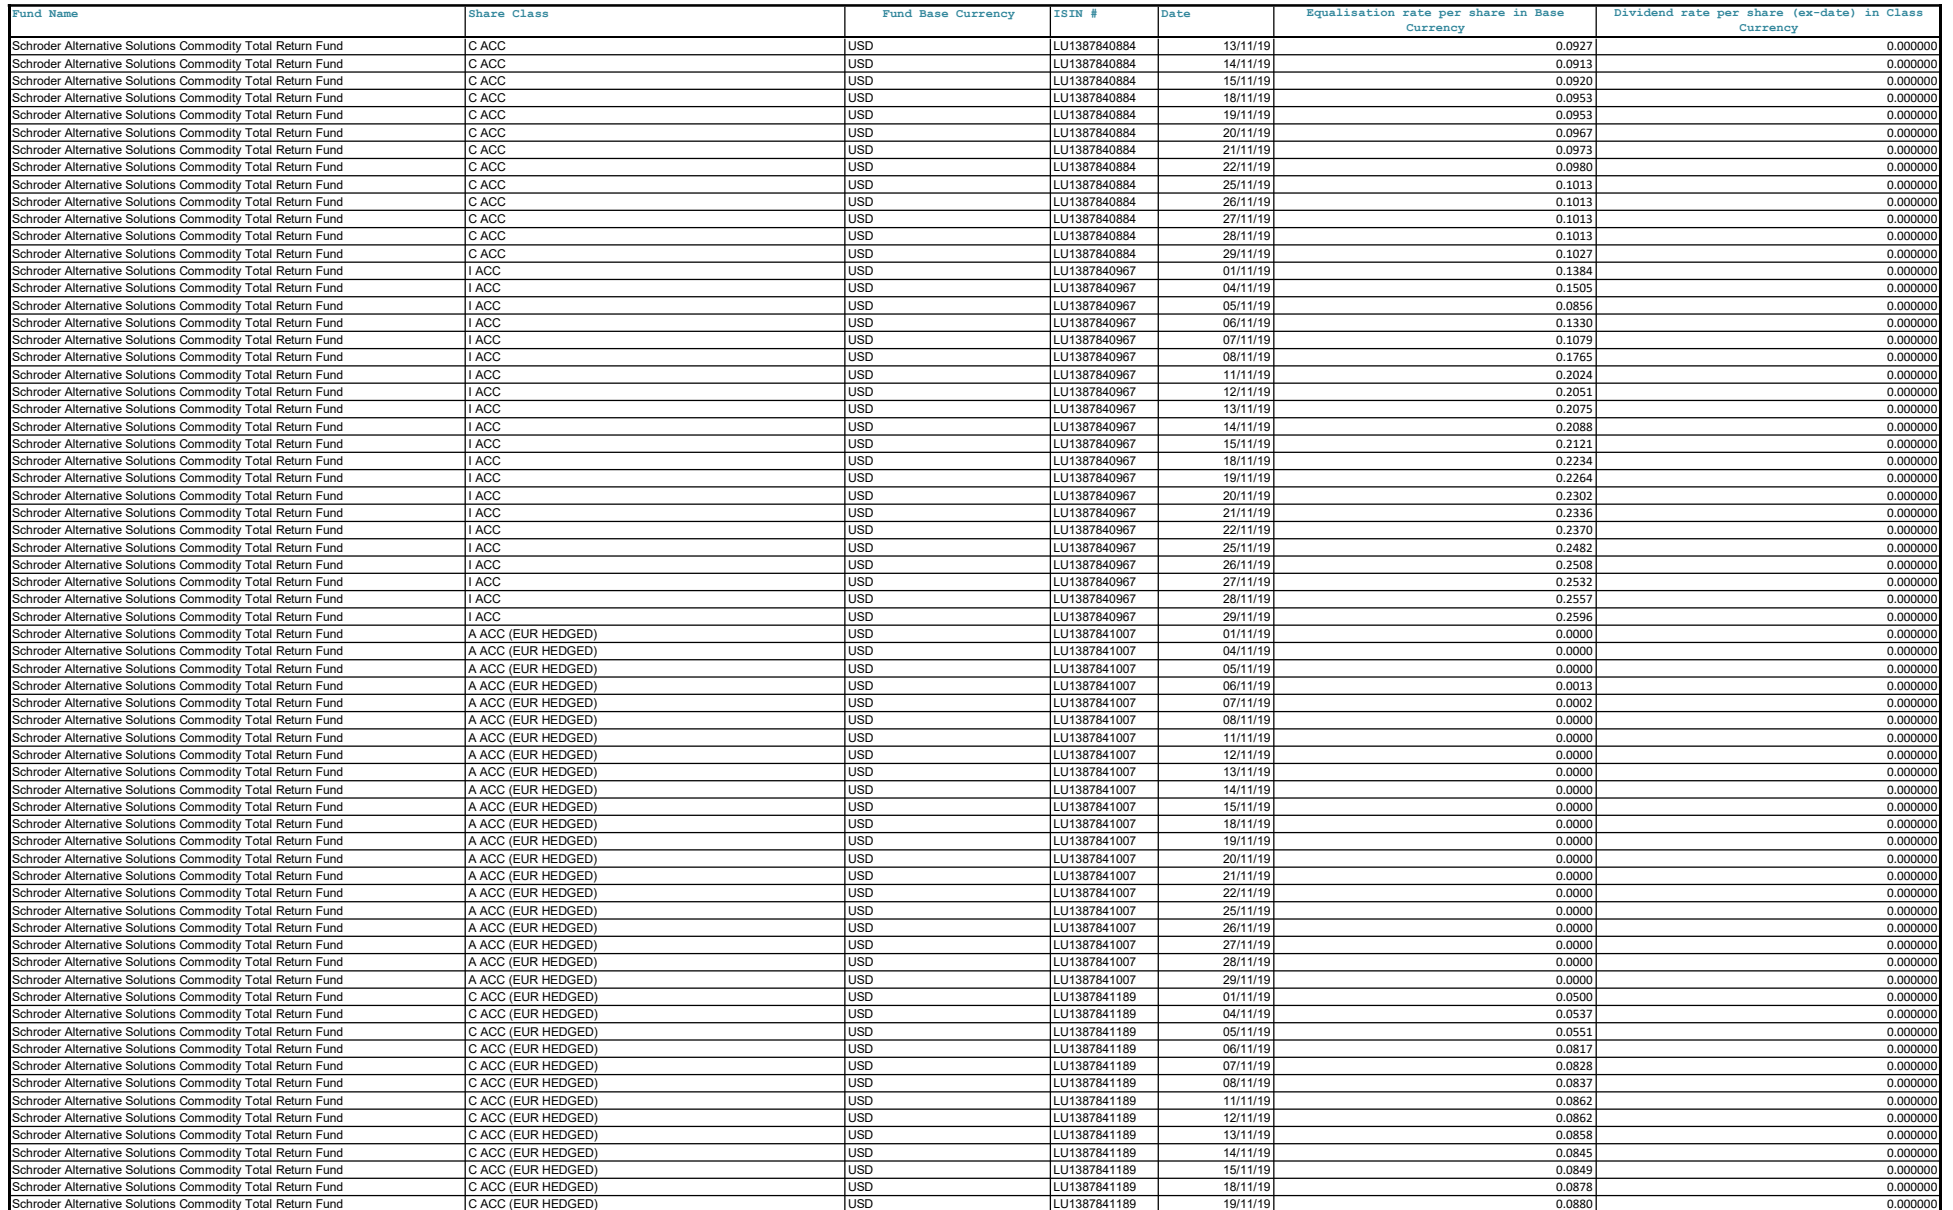 Fund Name Share Class Fund Base Currency ISIN # Date Equalisation rate per share in Base Currency Dividend rate per share (ex-date) in Class Currency
Schroder Alternative Solutions Commodity Total Return Fund C ACC USD LU1387840884 13/11/19 0.0927 0.000000
Schroder Alternative Solutions Commodity Total Return Fund C ACC USD LU1387840884 14/11/19 0.0913 0.000000
Schroder Alternative Solutions Commodity Total Return Fund C ACC USD LU1387840884 15/11/19 0.0920 0.000000
Schroder Alternative Solutions Commodity Total Return Fund C ACC USD LU1387840884 18/11/19 0.0953 0.000000
Schroder Alternative Solutions Commodity Total Return Fund C ACC USD LU1387840884 19/11/19 0.0953 0.000000
Schroder Alternative Solutions Commodity Total Return Fund C ACC USD LU1387840884 20/11/19 0.0967 0.000000
Schroder Alternative Solutions Commodity Total Return Fund C ACC USD LU1387840884 21/11/19 0.0973 0.000000
Schroder Alternative Solutions Commodity Total Return Fund C ACC USD LU1387840884 22/11/19 0.0980 0.000000
Schroder Alternative Solutions Commodity Total Return Fund C ACC USD LU1387840884 25/11/19 0.1013 0.000000
Schroder Alternative Solutions Commodity Total Return Fund C ACC USD LU1387840884 26/11/19 0.1013 0.000000
Schroder Alternative Solutions Commodity Total Return Fund C ACC USD LU1387840884 27/11/19 0.1013 0.000000
Schroder Alternative Solutions Commodity Total Return Fund C ACC USD LU1387840884 28/11/19 0.1013 0.000000
Schroder Alternative Solutions Commodity Total Return Fund C ACC USD LU1387840884 29/11/19 0.1027 0.000000
Schroder Alternative Solutions Commodity Total Return Fund I ACC USD LU1387840967 01/11/19 0.1384 0.000000
Schroder Alternative Solutions Commodity Total Return Fund I ACC USD LU1387840967 04/11/19 0.1505 0.000000
Schroder Alternative Solutions Commodity Total Return Fund I ACC USD LU1387840967 05/11/19 0.0856 0.000000
Schroder Alternative Solutions Commodity Total Return Fund I ACC USD LU1387840967 06/11/19 0.1330 0.000000
Schroder Alternative Solutions Commodity Total Return Fund I ACC USD LU1387840967 07/11/19 0.1079 0.000000
Schroder Alternative Solutions Commodity Total Return Fund I ACC USD LU1387840967 08/11/19 0.1765 0.000000
Schroder Alternative Solutions Commodity Total Return Fund I ACC USD LU1387840967 11/11/19 0.2024 0.000000
Schroder Alternative Solutions Commodity Total Return Fund I ACC USD LU1387840967 12/11/19 0.2051 0.000000
Schroder Alternative Solutions Commodity Total Return Fund I ACC USD LU1387840967 13/11/19 0.2075 0.000000
Schroder Alternative Solutions Commodity Total Return Fund I ACC USD LU1387840967 14/11/19 0.2088 0.000000
Schroder Alternative Solutions Commodity Total Return Fund I ACC USD LU1387840967 15/11/19 0.2121 0.000000
Schroder Alternative Solutions Commodity Total Return Fund I ACC USD LU1387840967 18/11/19 0.2234 0.000000
Schroder Alternative Solutions Commodity Total Return Fund I ACC USD LU1387840967 19/11/19 0.2264 0.000000
Schroder Alternative Solutions Commodity Total Return Fund I ACC USD LU1387840967 20/11/19 0.2302 0.000000
Schroder Alternative Solutions Commodity Total Return Fund I ACC USD LU1387840967 21/11/19 0.2336 0.000000
Schroder Alternative Solutions Commodity Total Return Fund I ACC USD LU1387840967 22/11/19 0.2370 0.000000
Schroder Alternative Solutions Commodity Total Return Fund I ACC USD LU1387840967 25/11/19 0.2482 0.000000
Schroder Alternative Solutions Commodity Total Return Fund I ACC USD LU1387840967 26/11/19 0.2508 0.000000
Schroder Alternative Solutions Commodity Total Return Fund I ACC USD LU1387840967 27/11/19 0.2532 0.000000
Schroder Alternative Solutions Commodity Total Return Fund I ACC USD LU1387840967 28/11/19 0.2557 0.000000
Schroder Alternative Solutions Commodity Total Return Fund I ACC USD LU1387840967 29/11/19 0.2596 0.000000
Schroder Alternative Solutions Commodity Total Return Fund A ACC (EUR HEDGED) USD LU1387841007 01/11/19 0.0000 0.000000
Schroder Alternative Solutions Commodity Total Return Fund A ACC (EUR HEDGED) USD LU1387841007 04/11/19 0.0000 0.000000
Schroder Alternative Solutions Commodity Total Return Fund A ACC (EUR HEDGED) USD LU1387841007 05/11/19 0.0000 0.000000
Schroder Alternative Solutions Commodity Total Return Fund A ACC (EUR HEDGED) USD LU1387841007 06/11/19 0.0013 0.000000
Schroder Alternative Solutions Commodity Total Return Fund A ACC (EUR HEDGED) USD LU1387841007 07/11/19 0.0002 0.000000
Schroder Alternative Solutions Commodity Total Return Fund A ACC (EUR HEDGED) USD LU1387841007 08/11/19 0.0000 0.000000
Schroder Alternative Solutions Commodity Total Return Fund A ACC (EUR HEDGED) USD LU1387841007 11/11/19 0.0000 0.000000
Schroder Alternative Solutions Commodity Total Return Fund A ACC (EUR HEDGED) USD LU1387841007 12/11/19 0.0000 0.000000
Schroder Alternative Solutions Commodity Total Return Fund A ACC (EUR HEDGED) USD LU1387841007 13/11/19 0.0000 0.000000
Schroder Alternative Solutions Commodity Total Return Fund A ACC (EUR HEDGED) USD LU1387841007 14/11/19 0.0000 0.000000
Schroder Alternative Solutions Commodity Total Return Fund A ACC (EUR HEDGED) USD LU1387841007 15/11/19 0.0000 0.000000
Schroder Alternative Solutions Commodity Total Return Fund A ACC (EUR HEDGED) USD LU1387841007 18/11/19 0.0000 0.000000
Schroder Alternative Solutions Commodity Total Return Fund A ACC (EUR HEDGED) USD LU1387841007 19/11/19 0.0000 0.000000
Schroder Alternative Solutions Commodity Total Return Fund A ACC (EUR HEDGED) USD LU1387841007 20/11/19 0.0000 0.000000
Schroder Alternative Solutions Commodity Total Return Fund A ACC (EUR HEDGED) USD LU1387841007 21/11/19 0.0000 0.000000
Schroder Alternative Solutions Commodity Total Return Fund A ACC (EUR HEDGED) USD LU1387841007 22/11/19 0.0000 0.000000
Schroder Alternative Solutions Commodity Total Return Fund A ACC (EUR HEDGED) USD LU1387841007 25/11/19 0.0000 0.000000
Schroder Alternative Solutions Commodity Total Return Fund A ACC (EUR HEDGED) USD LU1387841007 26/11/19 0.0000 0.000000
Schroder Alternative Solutions Commodity Total Return Fund A ACC (EUR HEDGED) USD LU1387841007 27/11/19 0.0000 0.000000
Schroder Alternative Solutions Commodity Total Return Fund A ACC (EUR HEDGED) USD LU1387841007 28/11/19 0.0000 0.000000
Schroder Alternative Solutions Commodity Total Return Fund A ACC (EUR HEDGED) USD LU1387841007 29/11/19 0.0000 0.000000
Schroder Alternative Solutions Commodity Total Return Fund C ACC (EUR HEDGED) USD LU1387841189 01/11/19 0.0500 0.000000
Schroder Alternative Solutions Commodity Total Return Fund C ACC (EUR HEDGED) USD LU1387841189 04/11/19 0.0537 0.000000
Schroder Alternative Solutions Commodity Total Return Fund C ACC (EUR HEDGED) USD LU1387841189 05/11/19 0.0551 0.000000
Schroder Alternative Solutions Commodity Total Return Fund C ACC (EUR HEDGED) USD LU1387841189 06/11/19 0.0817 0.000000
Schroder Alternative Solutions Commodity Total Return Fund C ACC (EUR HEDGED) USD LU1387841189 07/11/19 0.0828 0.000000
Schroder Alternative Solutions Commodity Total Return Fund C ACC (EUR HEDGED) USD LU1387841189 08/11/19 0.0837 0.000000
Schroder Alternative Solutions Commodity Total Return Fund C ACC (EUR HEDGED) USD LU1387841189 11/11/19 0.0862 0.000000
Schroder Alternative Solutions Commodity Total Return Fund C ACC (EUR HEDGED) USD LU1387841189 12/11/19 0.0862 0.000000
Schroder Alternative Solutions Commodity Total Return Fund C ACC (EUR HEDGED) USD LU1387841189 13/11/19 0.0858 0.000000
Schroder Alternative Solutions Commodity Total Return Fund C ACC (EUR HEDGED) USD LU1387841189 14/11/19 0.0845 0.000000
Schroder Alternative Solutions Commodity Total Return Fund C ACC (EUR HEDGED) USD LU1387841189 15/11/19 0.0849 0.000000
Schroder Alternative Solutions Commodity Total Return Fund C ACC (EUR HEDGED) USD LU1387841189 18/11/19 0.0878 0.000000
Schroder Alternative Solutions Commodity Total Return Fund C ACC (EUR HEDGED) USD LU1387841189 19/11/19 0.0880 0.000000